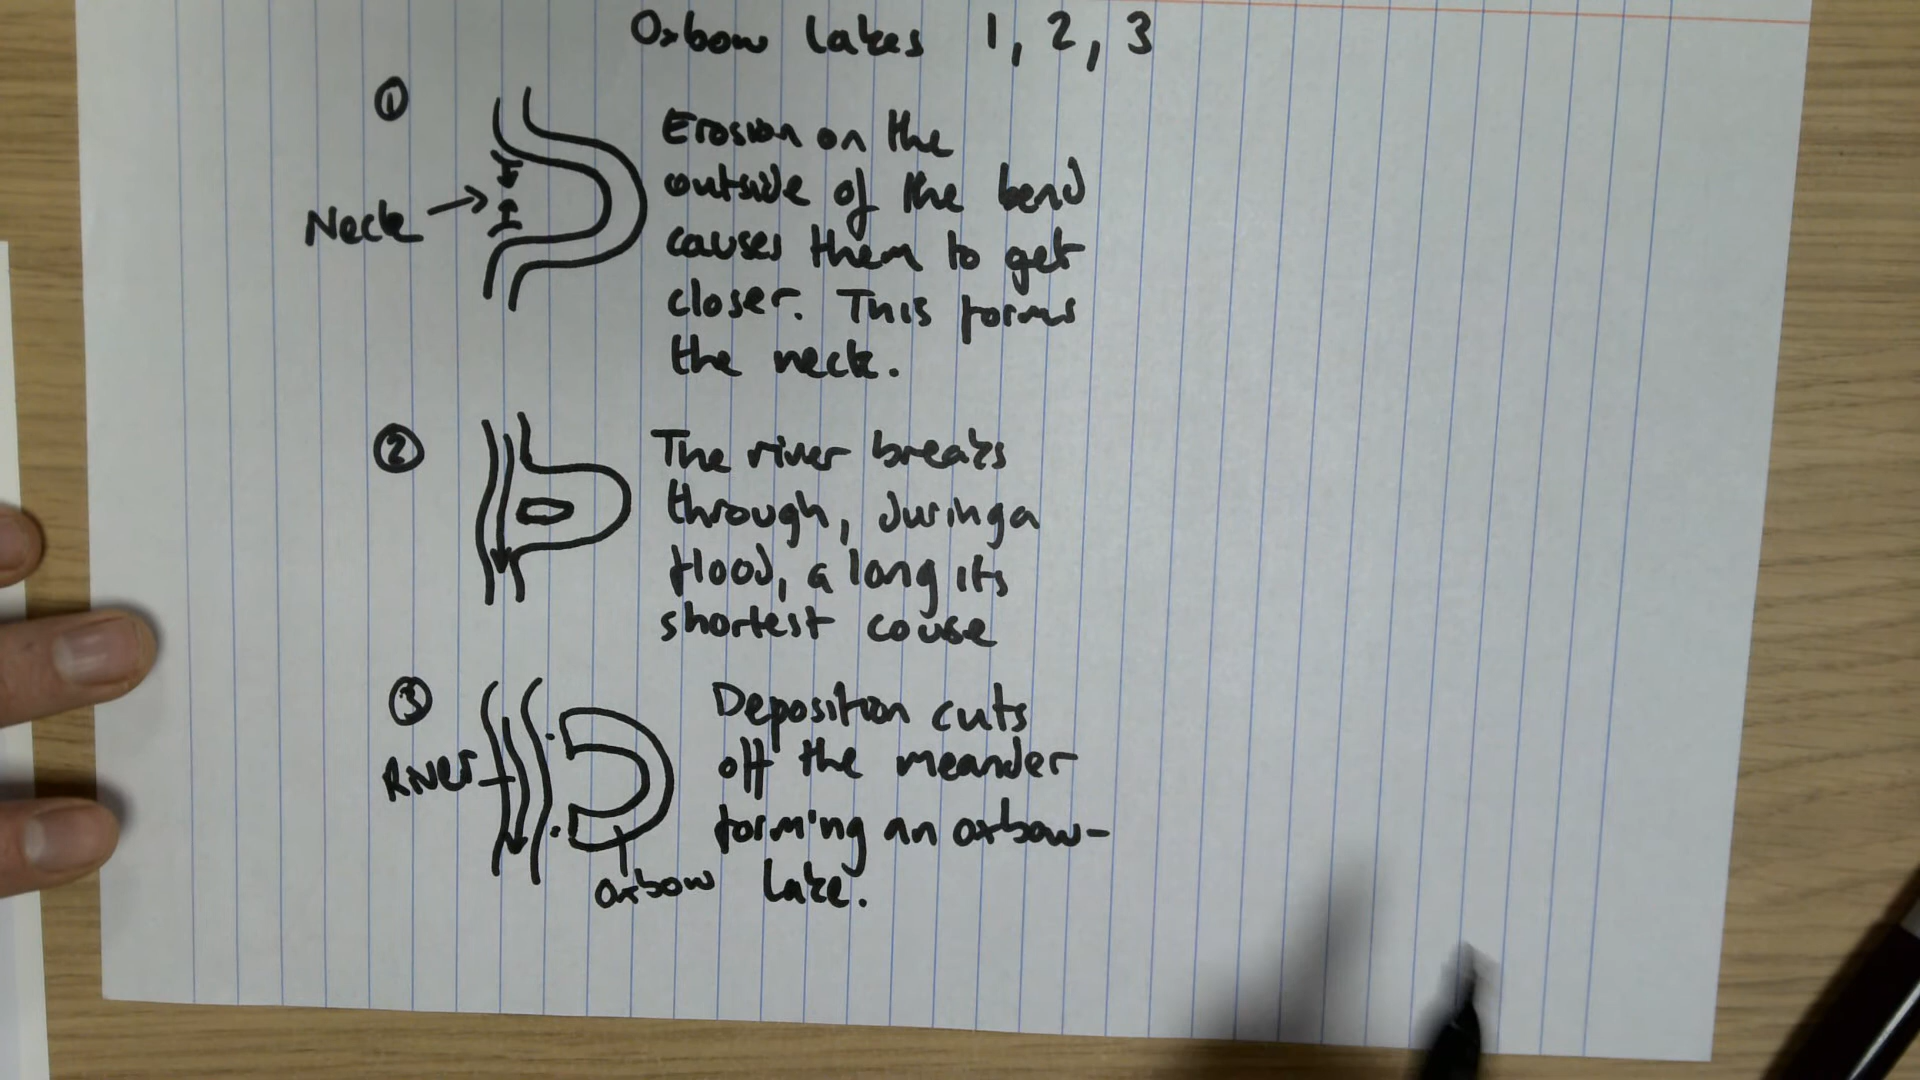 Oxbow lakes 1, 2, 3
①
Neck
Erosion on the
outside of the bend
causes them to get
closer. This forms
the neck.
②
The river breaks
through, during a
flood, a long its
shortest couse
③
River
oxbow
Deposition cuts
off the meander
forming an oxbow-
lake.